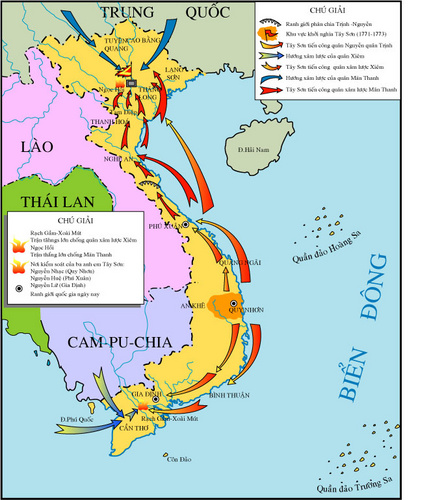 TRUNG QUỐC
CHÚ GIẢI
Ranh giới phân chia Trịnh -Nguyễn
Khu vực khởi nghĩa Tây Sơn (1771-1773)
Tây Sơn tiến công Nguyễn quân Trịnh
Hướng xâm lược của quân Xiêm
Tây Sơn tiến công quân xâm lược Xiêm
Hướng xâm lược của quân Mãn Thanh
Tây Sơn tiến công quân xâm lược Mãn Thanh
TUYÊN
CAO BẰNG
QUANG
LẠNG
SƠN
Ngọc Hồi
THĂNG
LONG
Tam Điệp
THANH HOÁ
NGHỆ AN
Đ.Hải Nam
LÀO
THÁI LAN
CHÚ GIẢI
Rạch Gầm-Xoài Mút
Trận thắng lớn chống quân xâm lược Xiêm
Ngọc Hồi
Trận thắng lớn chống Mãn Thanh
Nơi kiểm soát của ba anh em Tây Sơn
Nguyễn Nhạc (Quy Nhơn)
Nguyễn Huệ (Phú Xuân)
Nguyễn Lữ (Gia Định)
Ranh giới quốc gia ngày nay
PHÚ XUÂN
Quần đảo Hoàng Sa
QUẢNG NGÃI
AN KHÊ
QUY NHƠN
BIỂN ĐÔNG
CAM-PU-CHIA
GIA ĐỊNH
BÌNH THUẬN
Đ.Phú Quốc
Rạch Gầm-Xoài Mút
CẦN THƠ
Côn Đảo
Quần đảo Trường Sa